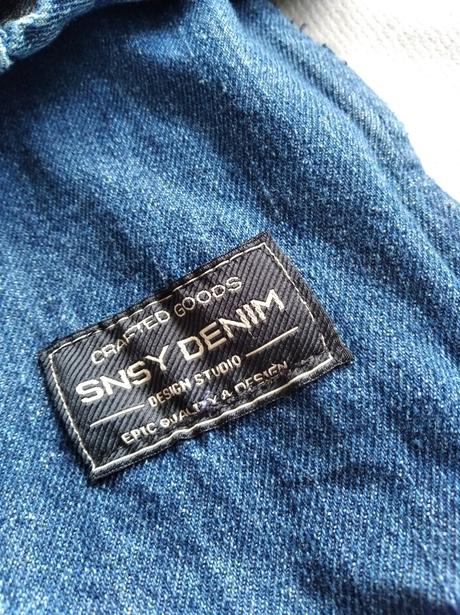 CRAFTED GOODS
SNSY DENIM
DESIGN STUDIO
EPIC QUALITY & DESIGN